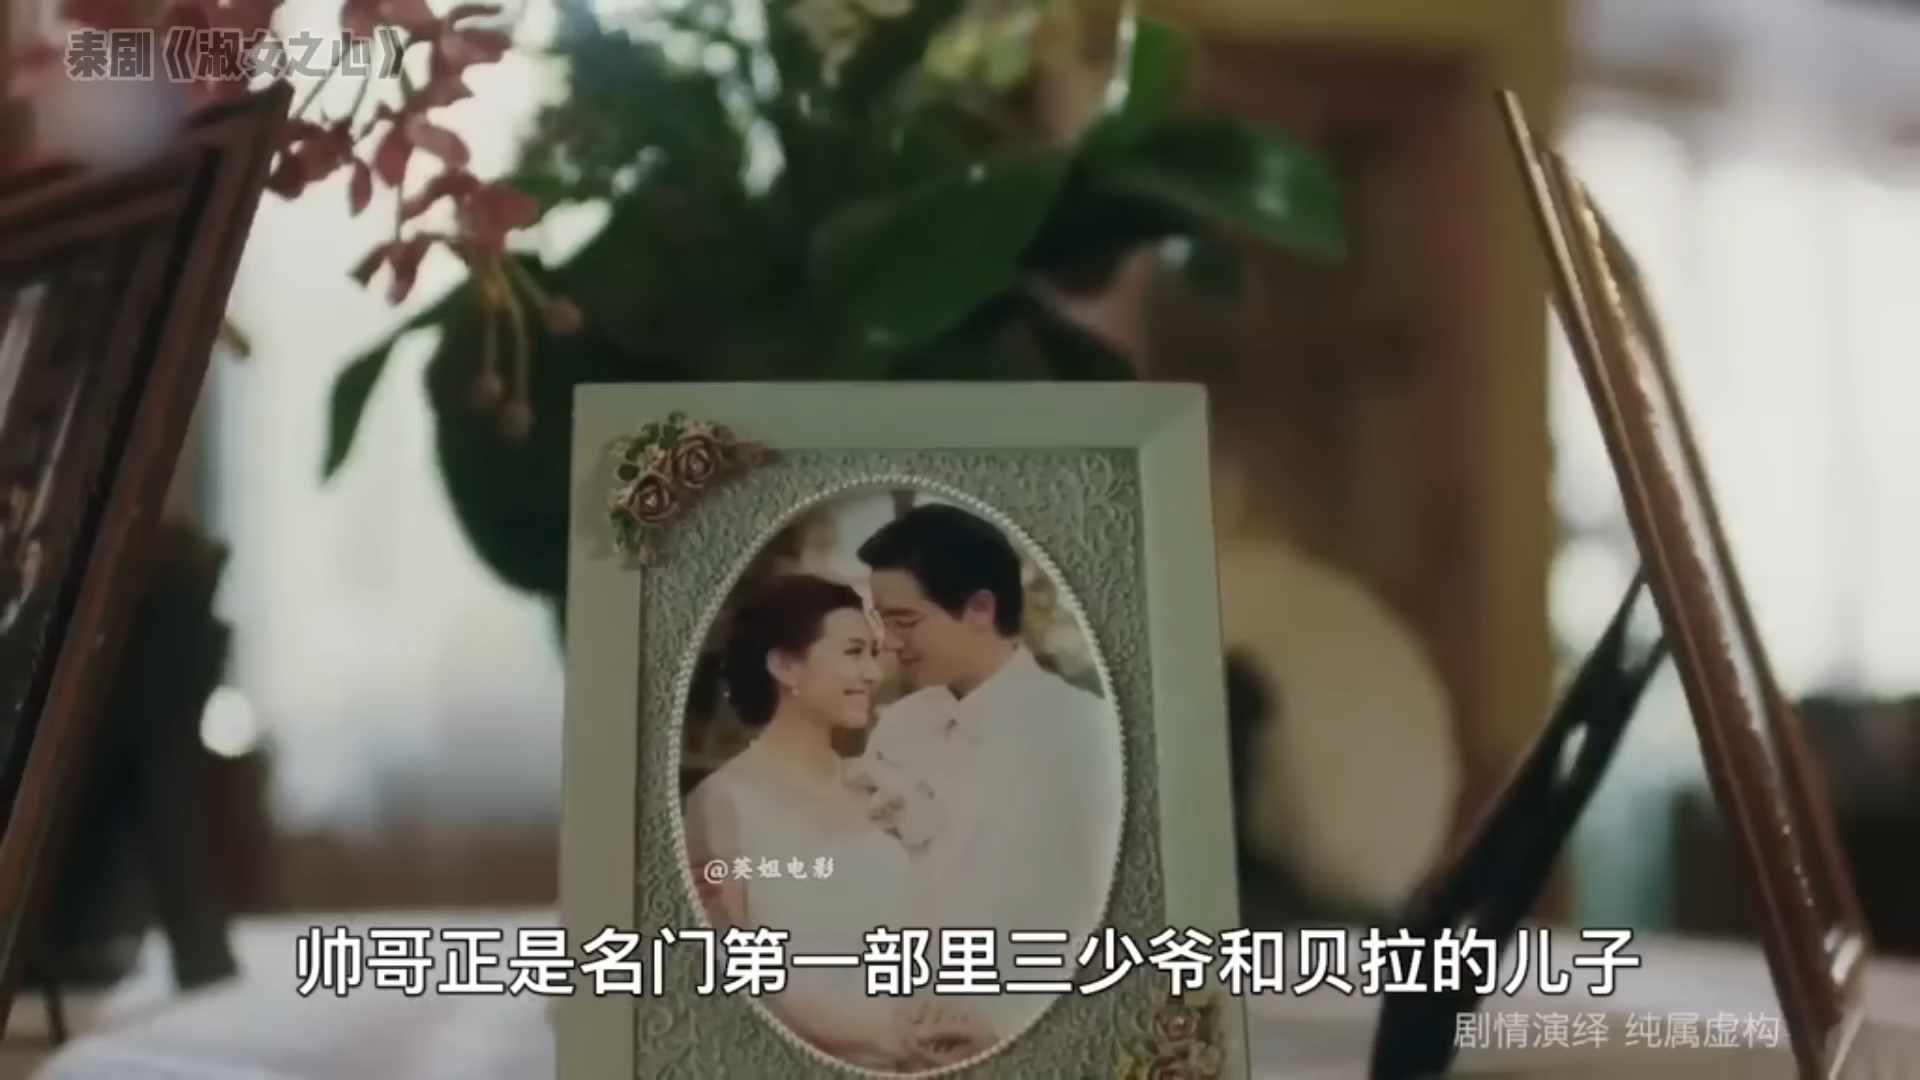 泰剧《淑女之心》
@英姐电影
帅哥正是名门第一部里三少爷和贝拉的儿子
剧情演绎 纯属虚构